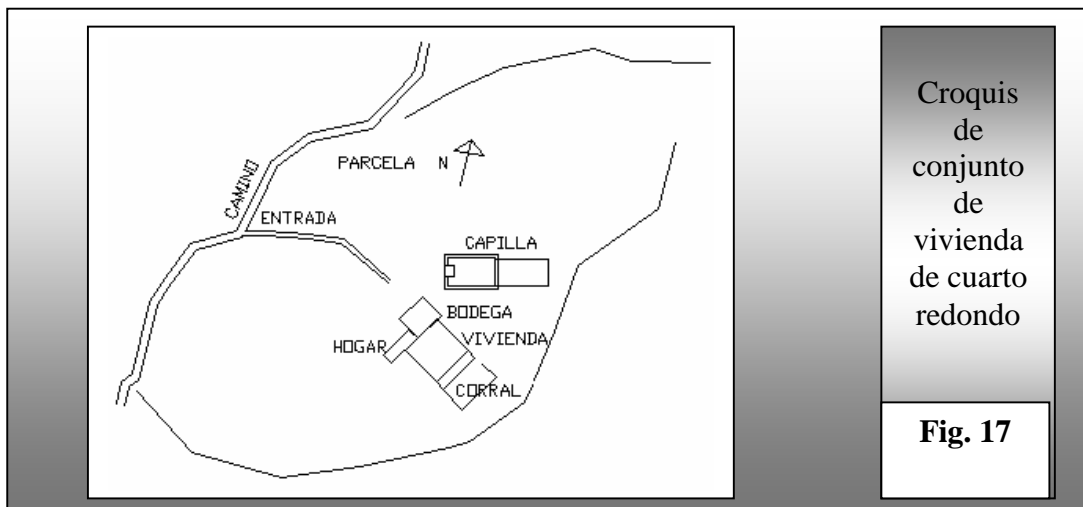 PARCELA N
CAMINO
ENTRADA
CAPILLA
BODEGA
VIVIENDA
HOGAR
CORRAL
Croquis
de
conjunto
de
vivienda
de cuarto
redondo
Fig. 17